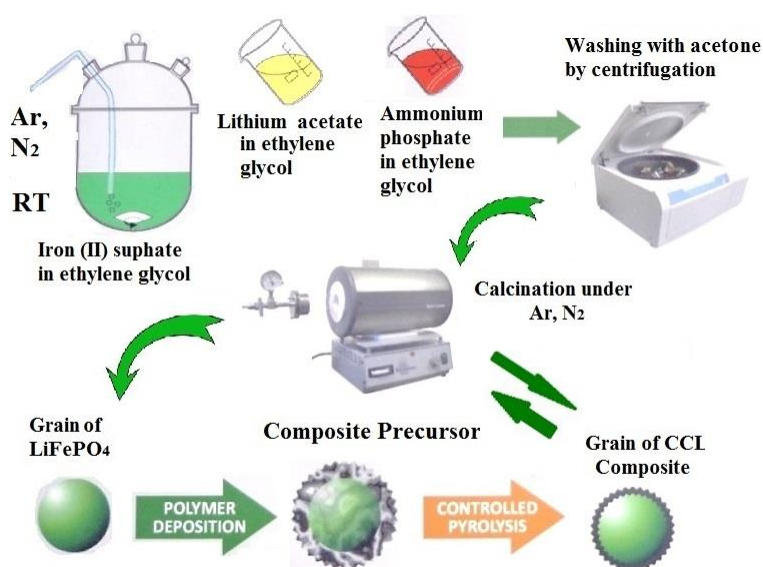 Ar,
N2
RT
Iron (II) suphate
in ethylene glycol
Lithium acetate
in ethylene
glycol
Ammonium
phosphate
in ethylene
glycol
Washing with acetone
by centrifugation
Calcination under
Ar, N2
Grain of
LiFePO4
Composite Precursor
Grain of CCL
Composite
POLYMER
DEPOSITION
CONTROLLED
PYROLYSIS